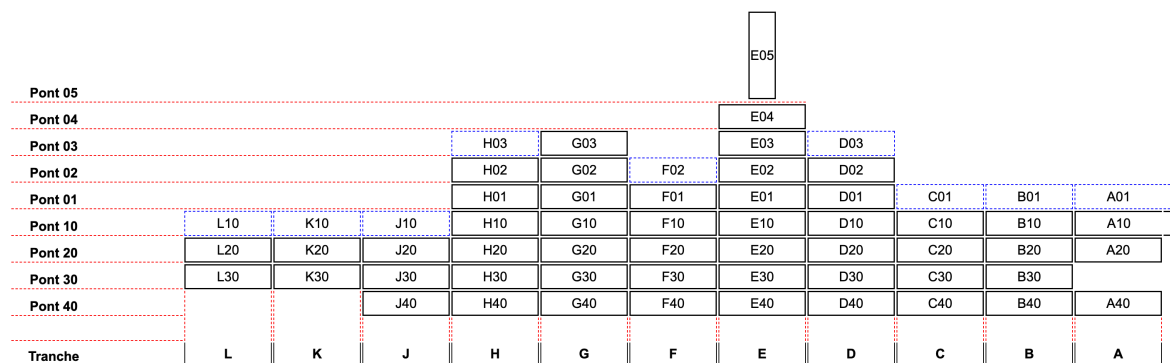 E05
Pont 05
Pont 04 E04
Pont 03 H03 G03 E03 D03
Pont 02 H02 G02 F02 E02 D02
Pont 01 H01 G01 F01 E01 D01 C01 B01 A01
Pont 10 L10 K10 J10 H10 G10 F10 E10 D10 C10 B10 A10
Pont 20 L20 K20 J20 H20 G20 F20 E20 D20 C20 B20 A20
Pont 30 L30 K30 J30 H30 G30 F30 E30 D30 C30 B30
Pont 40 J40 H40 G40 F40 E40 D40 C40 B40 A40
Tranche L K J H G F E D C B A